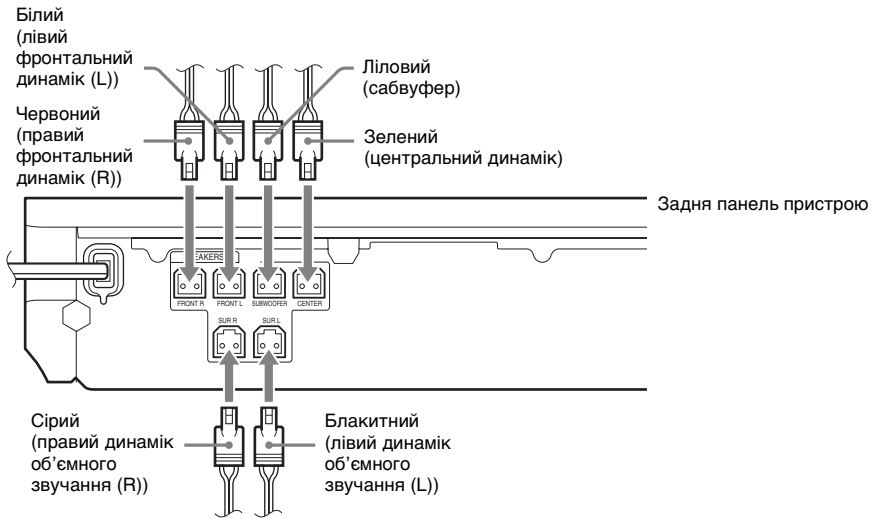 Білий
(лівий
фронтальний
динамік (L))
Червоний
(правий
фронтальний
динамік (R))
Ліловий
(сабвуфер)
Зелений
(центральний динамік)
Задня панель пристрою
EAKERS
FRONT R
FRONT L
SUBWOOFER
CENTER
SUR R
SUR L
Сірий
(правий динамік
об’ємного
звучання (R))
Блакитний
(лівий динамік
об’ємного
звучання (L))